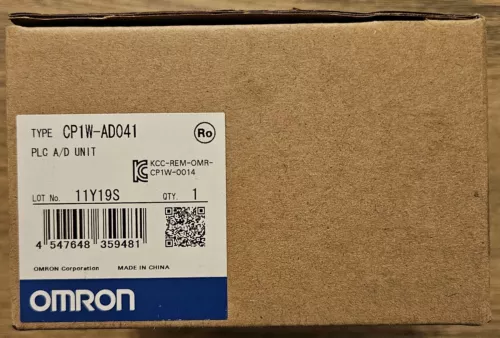 TYPE CP1W-AD041
Ro
PLC A/D UNIT
KC KCC-REM-OMR-
CP1W-0014
LOT No. 11Y19S QTY. 1
4 547648 359481
OMRON Corporation MADE IN CHINA
OMRON